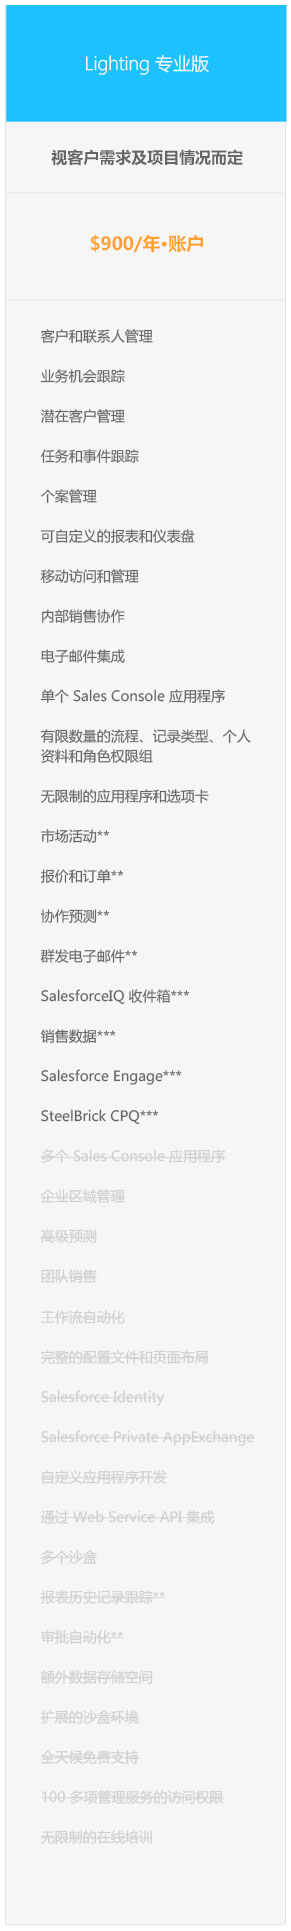 Lighting 专业版
视客户需求及项目情况而定
$900/年•账户
客户和联系人管理
业务机会跟踪
潜在客户管理
任务和事件跟踪
个案管理
可自定义的报表和仪表盘
移动访问和管理
内部销售协作
电子邮件集成
单个 Sales Console 应用程序
有限数量的流程、记录类型、个人
资料和角色权限组
无限制的应用程序和选项卡
市场活动**
报价和订单**
协作预测**
群发电子邮件**
SalesforceIQ 收件箱***
销售数据***
Salesforce Engage***
SteelBrick CPQ***
多个 Sales Console 应用程序
企业区域管理
高级预测
团队销售
工作流自动化
完整的配置文件和页面布局
Salesforce Identity
Salesforce Private AppExchange
自定义应用程序开发
通过 Web Service API 集成
多个沙盒
报表历史记录跟踪**
审批自动化**
额外数据存储空间
扩展的沙盒环境
全天候免费支持
100 多项管理服务的访问权限
无限制的在线培训